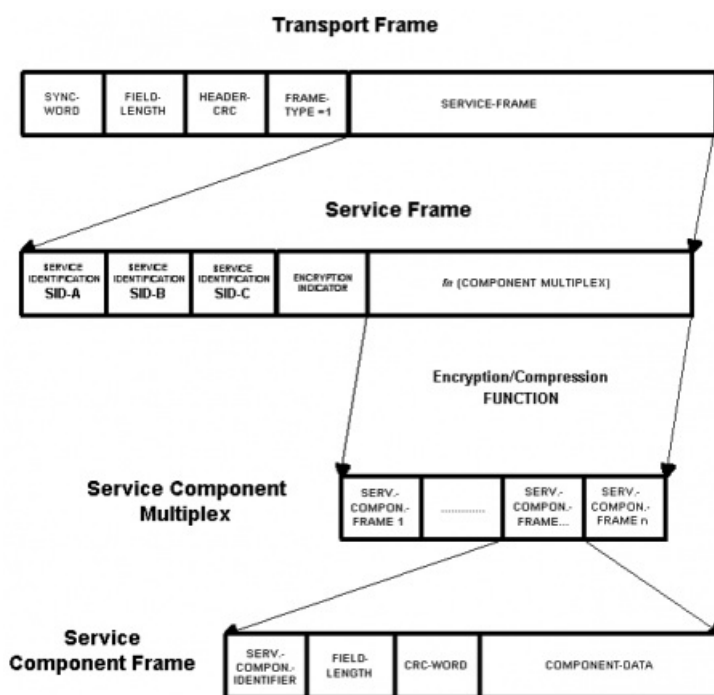 Transport Frame
SYNC-
WORD
FIELD-
LENGTH
HEADER-
CRC
FRAME-
TYPE =1
SERVICE-FRAME
Service Frame
SERVICE
IDENTIFICATION
SID-A
SERVICE
IDENTIFICATION
SID-B
SERVICE
IDENTIFICATION
SID-C
ENCRYPTION
INDICATOR
fn (COMPONENT MULTIPLEX)
Encryption/Compression
FUNCTION
Service Component
Multiplex
SERV.-
COMPON.-
FRAME 1
.............
SERV.-
COMPON.-
FRAME...
SERV.-
COMPON.-
FRAME n
Service
Component Frame
SERV.-
COMPON.-
IDENTIFIER
FIELD-
LENGTH
CRC-WORD
COMPONENT-DATA